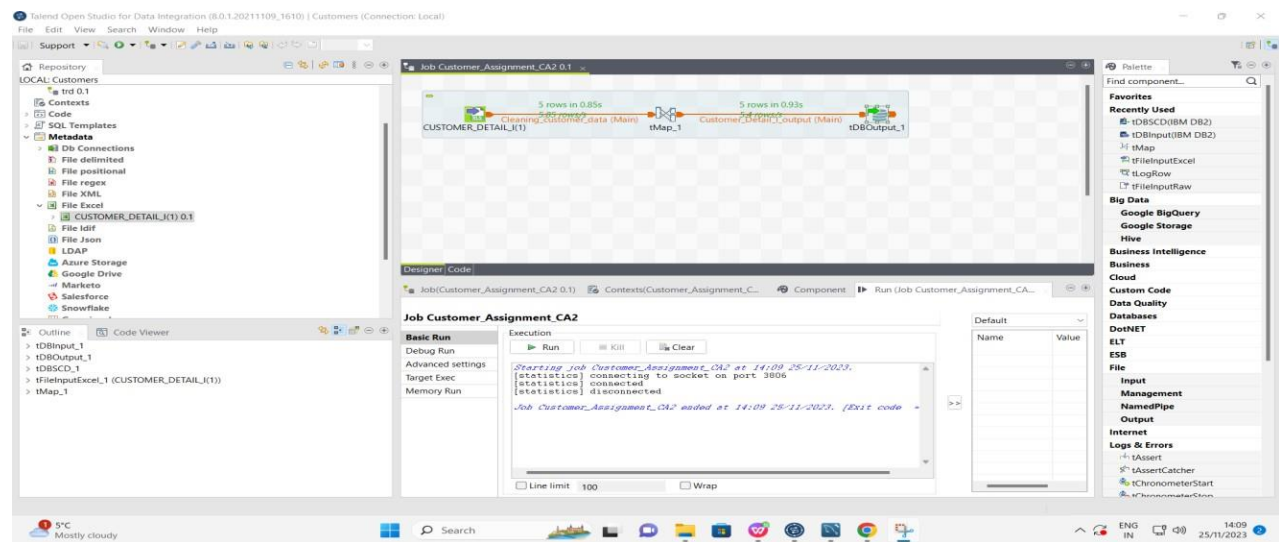 Talend Open Studio for Data Integration (8.0.1.20211109_1610) | Customers (Connection: Local)
File Edit View Search Window Help
Support
Repository
LOCAL: Customers
trd 0.1
Contexts
Code
SQL Templates
Metadata
Db Connections
File delimited
File positional
File regex
File XML
File Excel
CUSTOMER_DETAIL_I(1) 0.1
File ldif
File Json
LDAP
Azure Storage
Google Drive
Marketo
Salesforce
Snowflake
Outline
Code Viewer
tDBInput_1
tDBOutput_1
tDBSCD_1
tFileInputExcel_1 (CUSTOMER_DETAIL_I(1))
tMap_1
Job Customer_Assignment_CA2 0.1
5 rows in 0.85s
5 rows in 0.93s
Cleaning_customer_data (Main)
Customer_Detail_I_output (Main)
CUSTOMER_DETAIL_I(1)
tMap_1
tDBOutput_1
Designer Code
Job(Customer_Assignment_CA2 0.1)
Contexts(Customer_Assignment_C...
Component
Run (Job Customer_Assignment_CA...
Job Customer_Assignment_CA2
Default
Basic Run
Debug Run
Advanced settings
Target Exec
Memory Run
Execution
Run
Kill
Clear
Starting job Customer_Assignment_CA2 at 14:09 25/11/2023.
[statistics] connecting to socket on port 3806
[statistics] connected
[statistics] disconnected
Job Customer_Assignment_CA2 ended at 14:09 25/11/2023. [Exit code =
Line limit 100
Wrap
>>
Name Value
Palette
Find component...
Favorites
Recently Used
tDBSCD(IBM DB2)
tDBInput(IBM DB2)
tMap
tFileInputExcel
tLogRow
tFileInputRaw
Big Data
Google BigQuery
Google Storage
Hive
Business Intelligence
Business
Cloud
Custom Code
Data Quality
Databases
DotNET
ELT
ESB
File
Input
Management
NamedPipe
Output
Internet
Logs & Errors
tAssert
tAssertCatcher
tChronometerStart
tChronometerStop
1
5°C
Mostly cloudy
Search
ENG
IN
14:09
25/11/2023
2